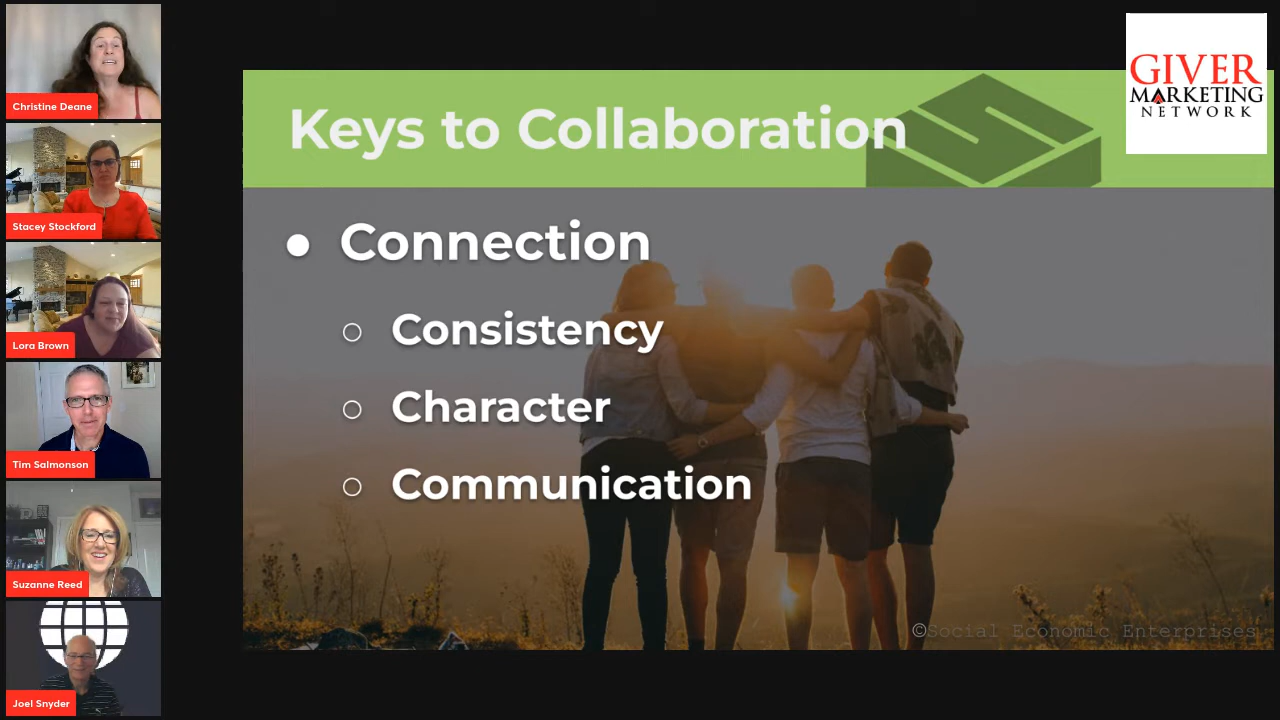 Christine Deane
Stacey Stockford
Lora Brown
Tim Salmonson
Suzanne Reed
Joel Snyder
Keys to Collaboration
Connection
Consistency
Character
Communication
©Social Economic Enterprises
GIVER
MARKETING
NETWORK